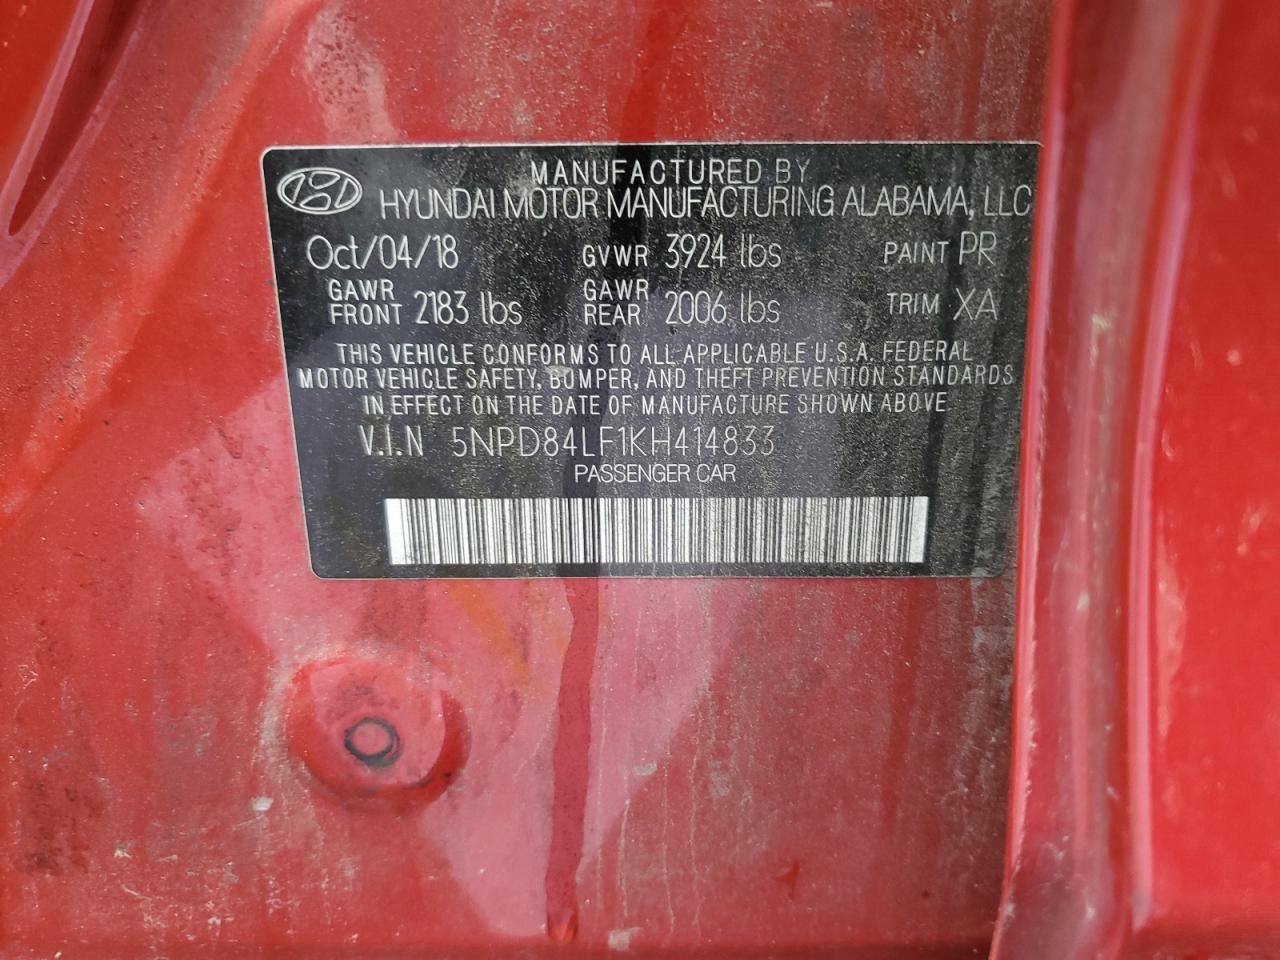 MANUFACTURED BY
HYUNDAI MOTOR MANUFACTURING ALABAMA, LLC
Oct/04/18 GVWR 3924 lbs PAINT PR
GAWR FRONT 2183 lbs GAWR REAR 2006 lbs TRIM XA
THIS VEHICLE CONFORMS TO ALL APPLICABLE U.S.A. FEDERAL
MOTOR VEHICLE SAFETY, BUMPER, AND THEFT PREVENTION STANDARDS
IN EFFECT ON THE DATE OF MANUFACTURE SHOWN ABOVE
V.I.N 5NPD84LF1KH414833
PASSENGER CAR